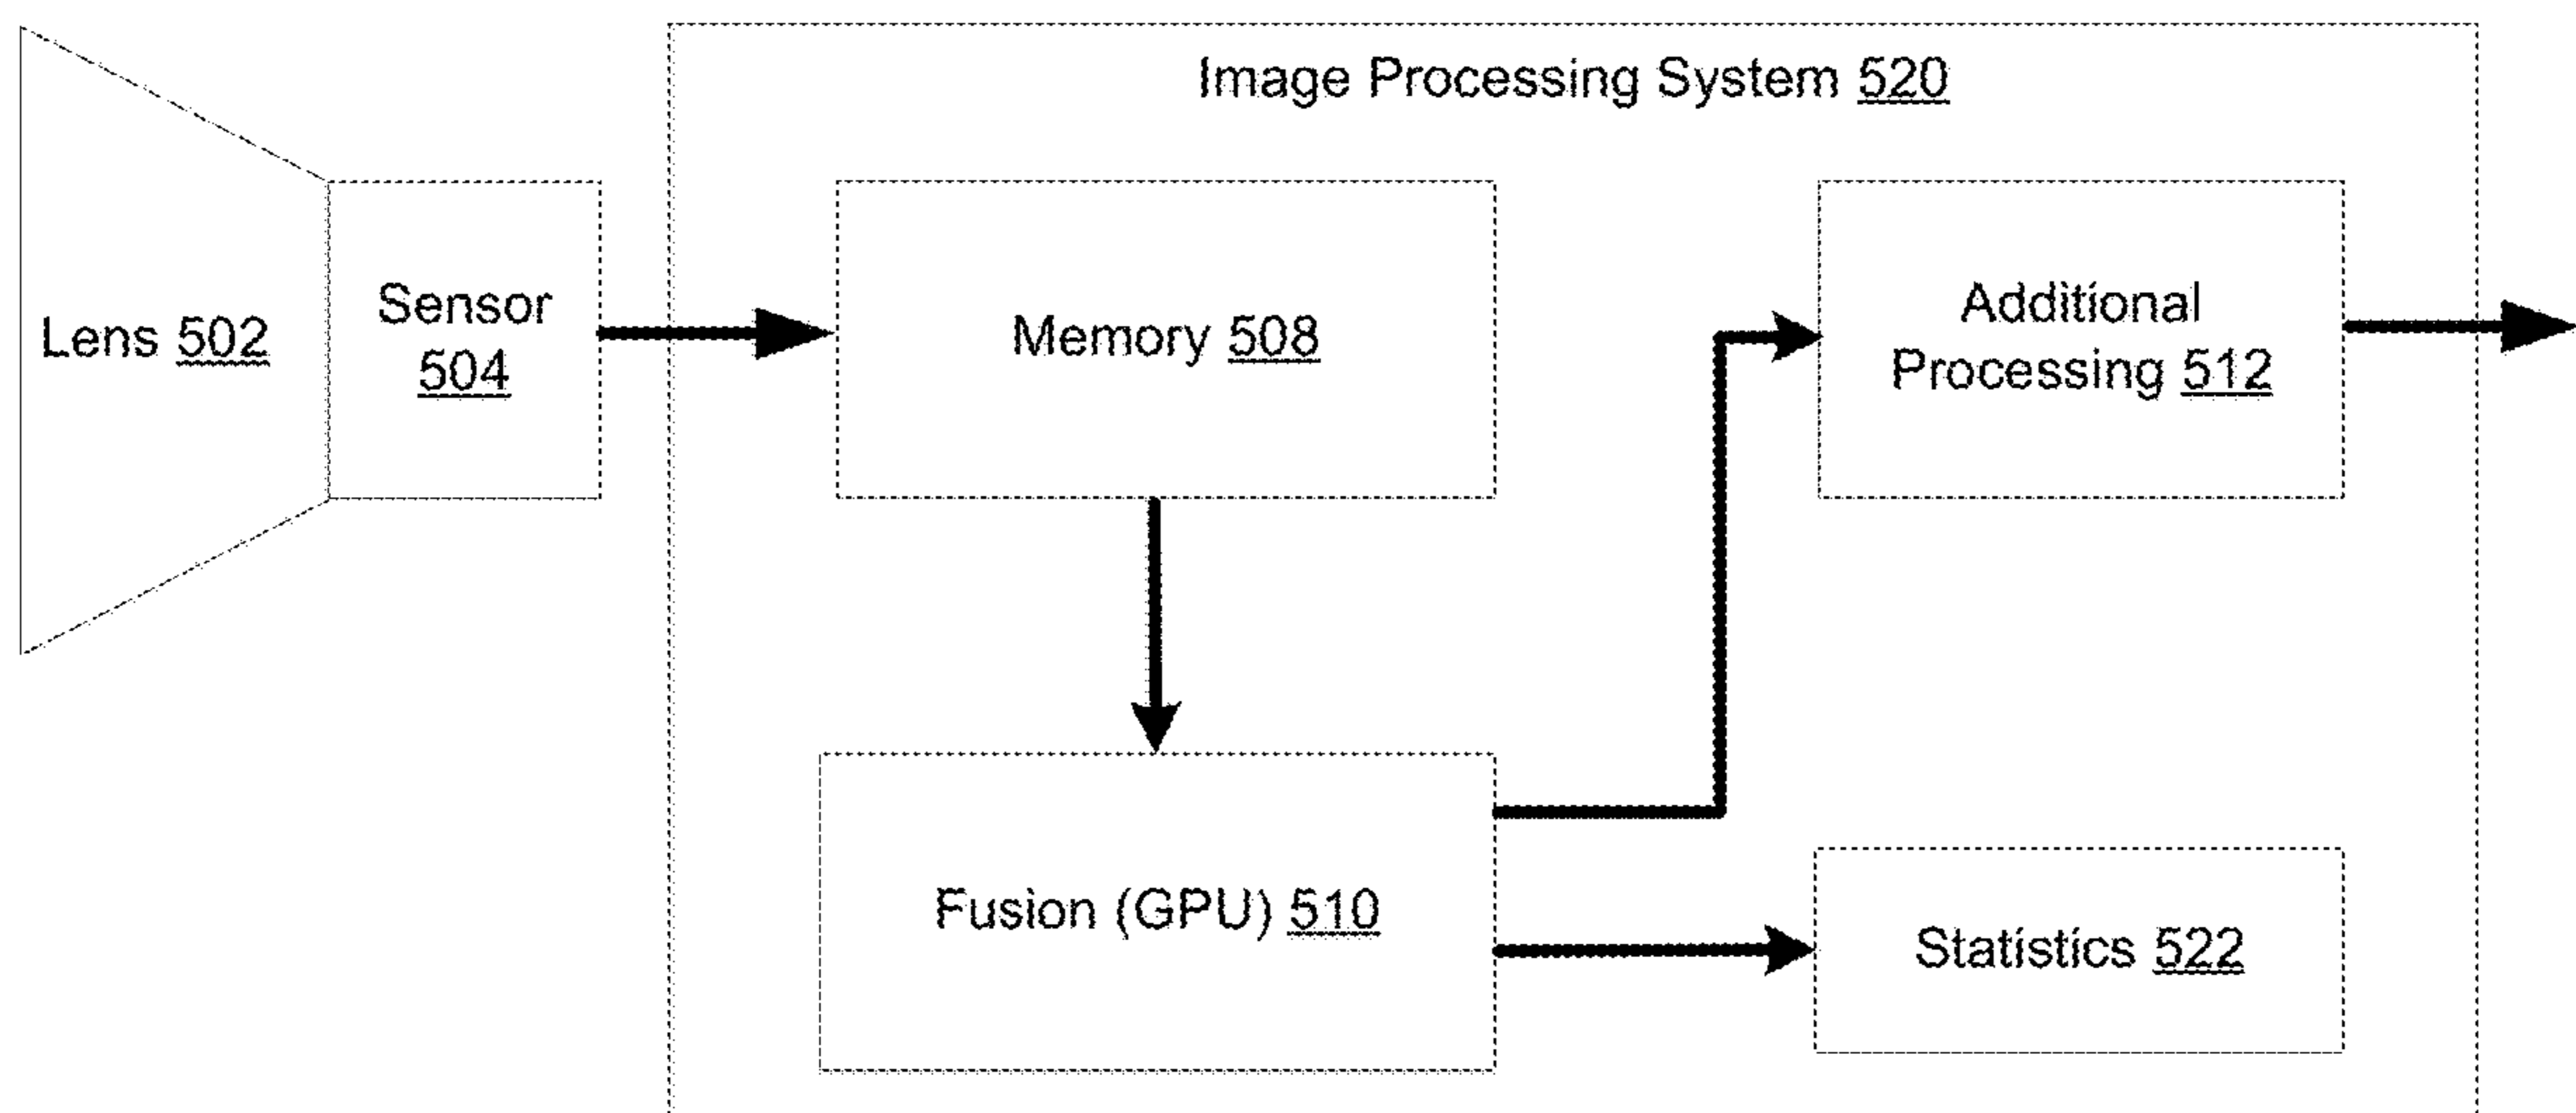 Image Processing System 520
Lens 502
Sensor
504
Memory 508
Additional
Processing 512
Fusion (GPU) 510
Statistics 522